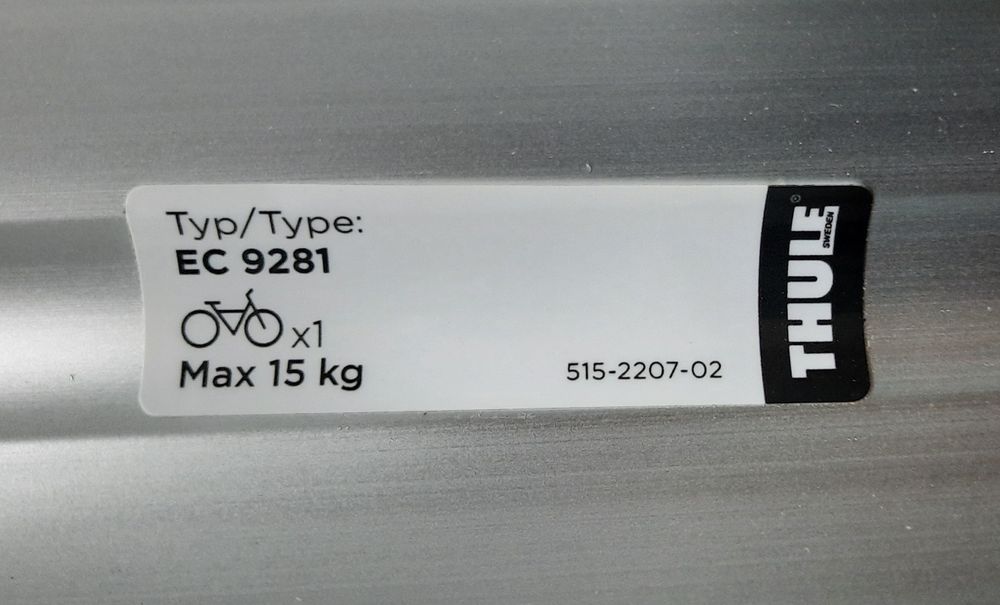 Typ/Type:
EC 9281
x1
Max 15 kg
515-2207-02
THULE®
SWEDEN